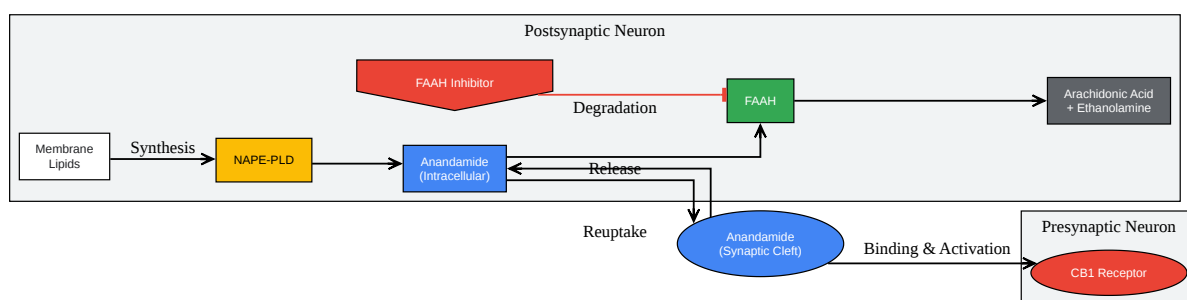 Postsynaptic Neuron
FAAH Inhibitor
Degradation
FAAH
Arachidonic Acid
+ Ethanolamine
Membrane
Lipids
Synthesis
NAPE-PLD
Anandamide
(Intracellular)
Release
Reuptake
Anandamide
(Synaptic Cleft)
Binding & Activation
Presynaptic Neuron
CB1 Receptor